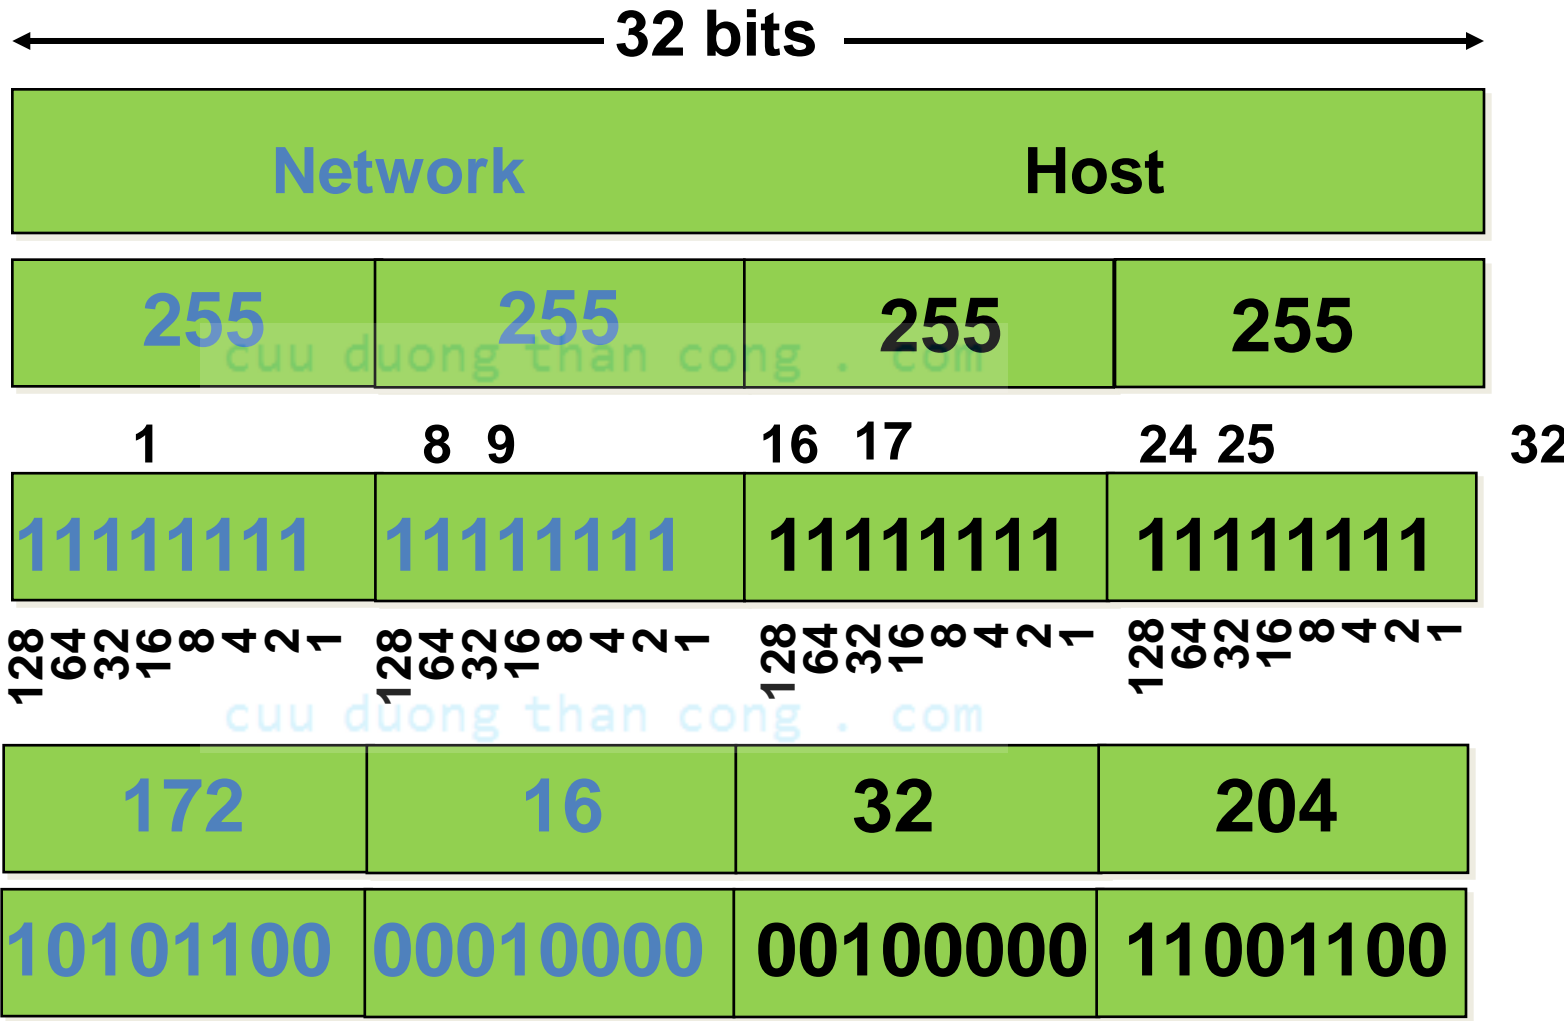 32 bits
Network Host
255 255 255 255
cuu duong than cong . com
1 8 9 16 17 24 25 32
11111111 11111111 11111111 11111111
128 64 32 16 8 4 2 1 128 64 32 16 8 4 2 1 128 64 32 16 8 4 2 1 128 64 32 16 8 4 2 1
cuu duong than cong . com
172 16 32 204
10101100 00010000 00100000 11001100